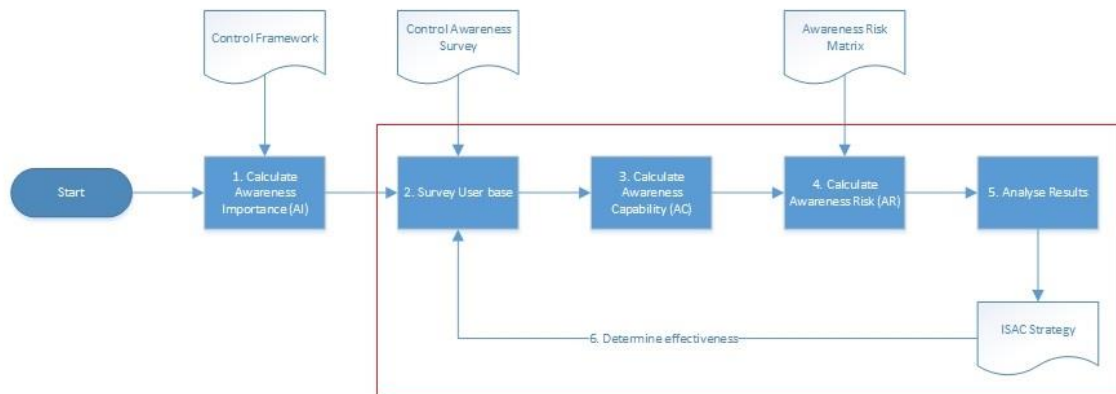 Control Framework
Control Awareness
Survey
Awareness Risk
Matrix
Start
1. Calculate
Awareness
Importance (AI)
2. Survey User base
3. Calculate
Awareness
Capability (AC)
4. Calculate
Awareness Risk (AR)
5. Analyse Results
6. Determine effectiveness
ISAC Strategy